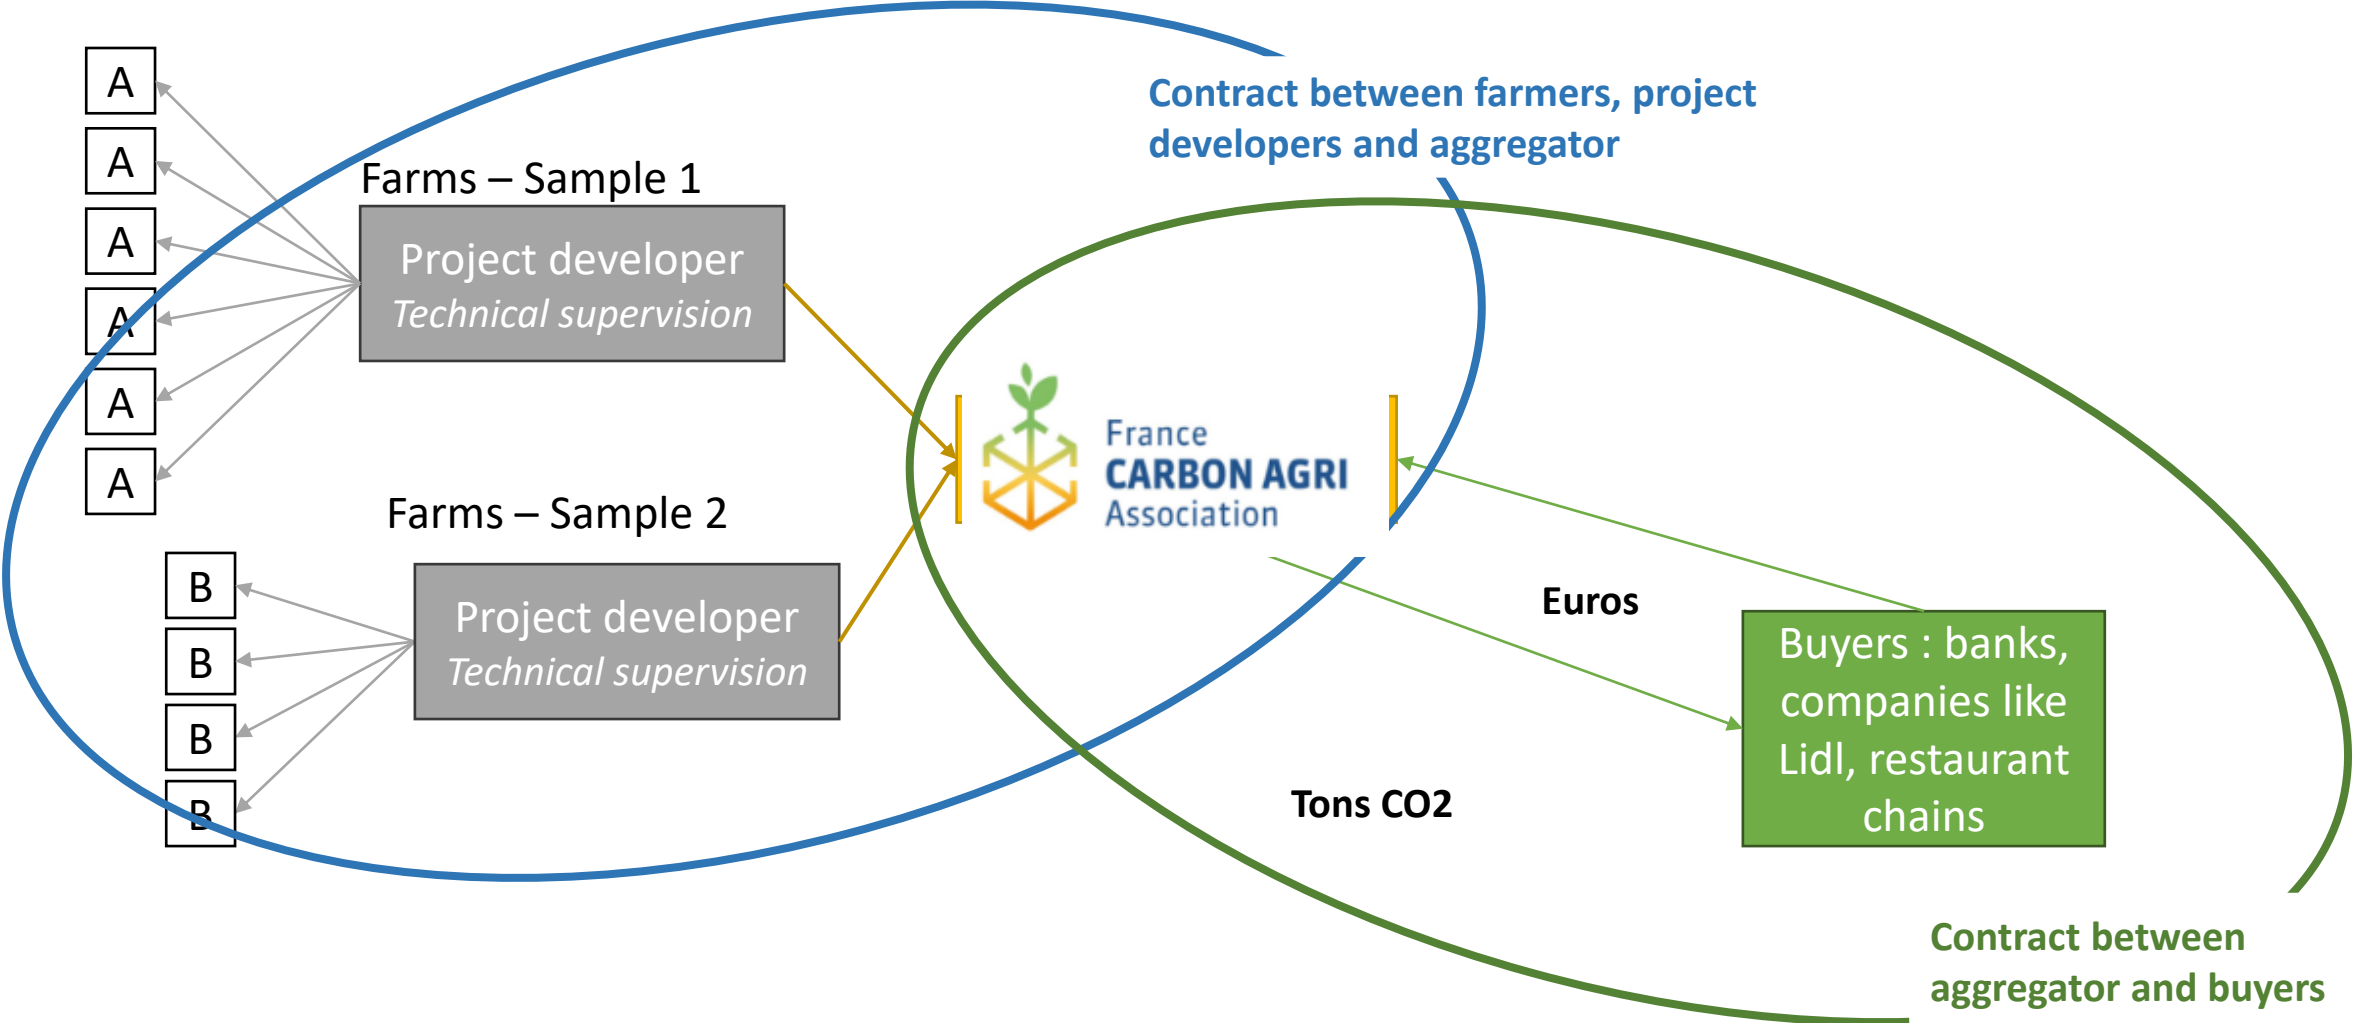 Contract between farmers, project
developers and aggregator
A
A
A
A
A
A
Farms – Sample 1
Project developer
Technical supervision
France
CARBON AGRI
Association
Farms – Sample 2
B
B
B
B
Project developer
Technical supervision
Euros
Tons CO2
Buyers : banks,
companies like
Lidl, restaurant
chains
Contract between
aggregator and buyers